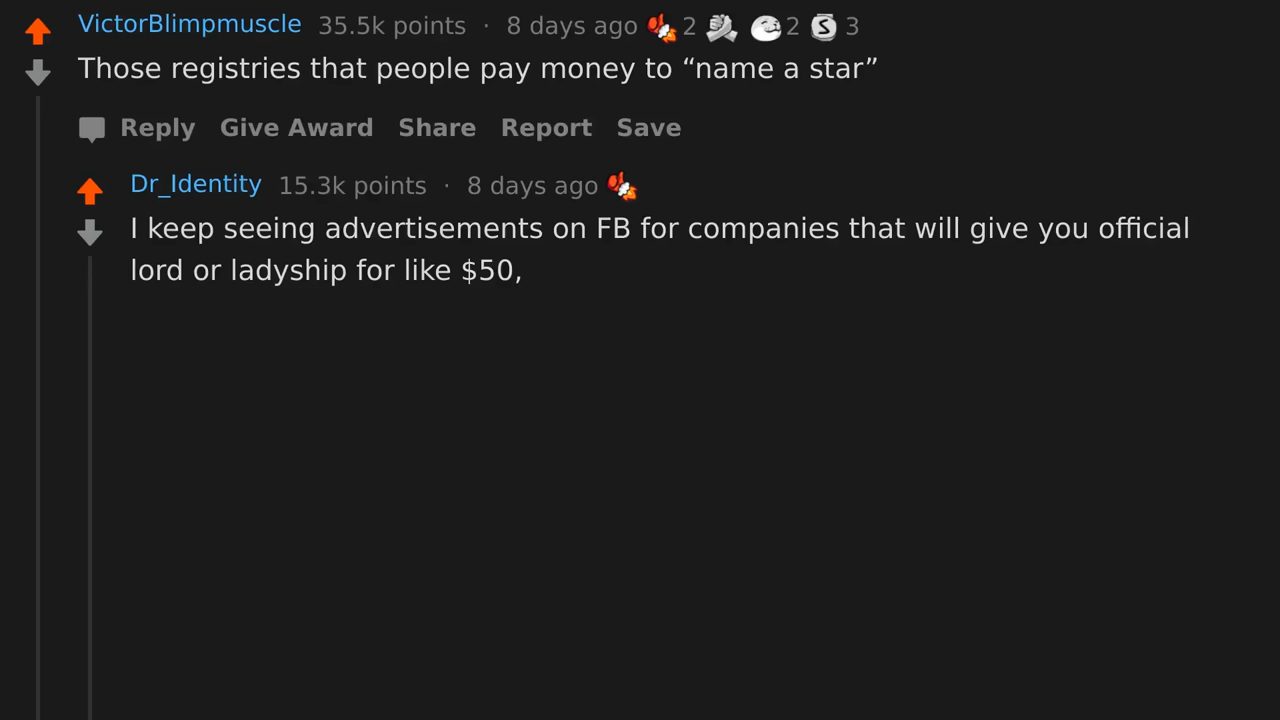 VictorBlimpmuscle 35.5k points · 8 days ago 2 2 S 3
Those registries that people pay money to “name a star”
Reply Give Award Share Report Save
Dr_Identity 15.3k points · 8 days ago
I keep seeing advertisements on FB for companies that will give you official
lord or ladyship for like $50,